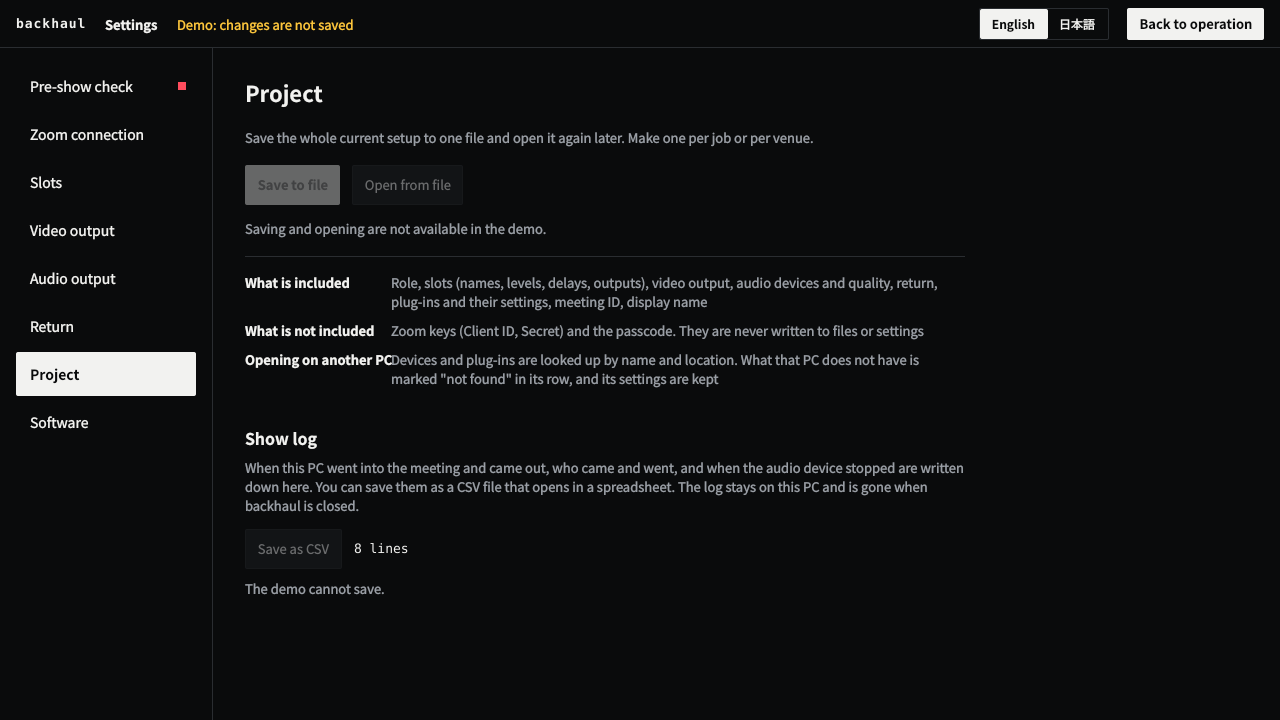 backhaul
Settings
Demo: changes are not saved
English
日本語
Back to operation
Pre-show check
Zoom connection
Slots
Video output
Audio output
Return
Project
Software
Project
Save the whole current setup to one file and open it again later. Make one per job or per venue.
Save to file
Open from file
Saving and opening are not available in the demo.
What is included
Role, slots (names, levels, delays, outputs), video output, audio devices and quality, return,
plug-ins and their settings, meeting ID, display name
What is not included
Zoom keys (Client ID, Secret) and the passcode. They are never written to files or settings
Opening on another PC
Devices and plug-ins are looked up by name and location. What that PC does not have is
marked "not found" in its row, and its settings are kept
Show log
When this PC went into the meeting and came out, who came and went, and when the audio device stopped are written
down here. You can save them as a CSV file that opens in a spreadsheet. The log stays on this PC and is gone when
backhaul is closed.
Save as CSV
8 lines
The demo cannot save.